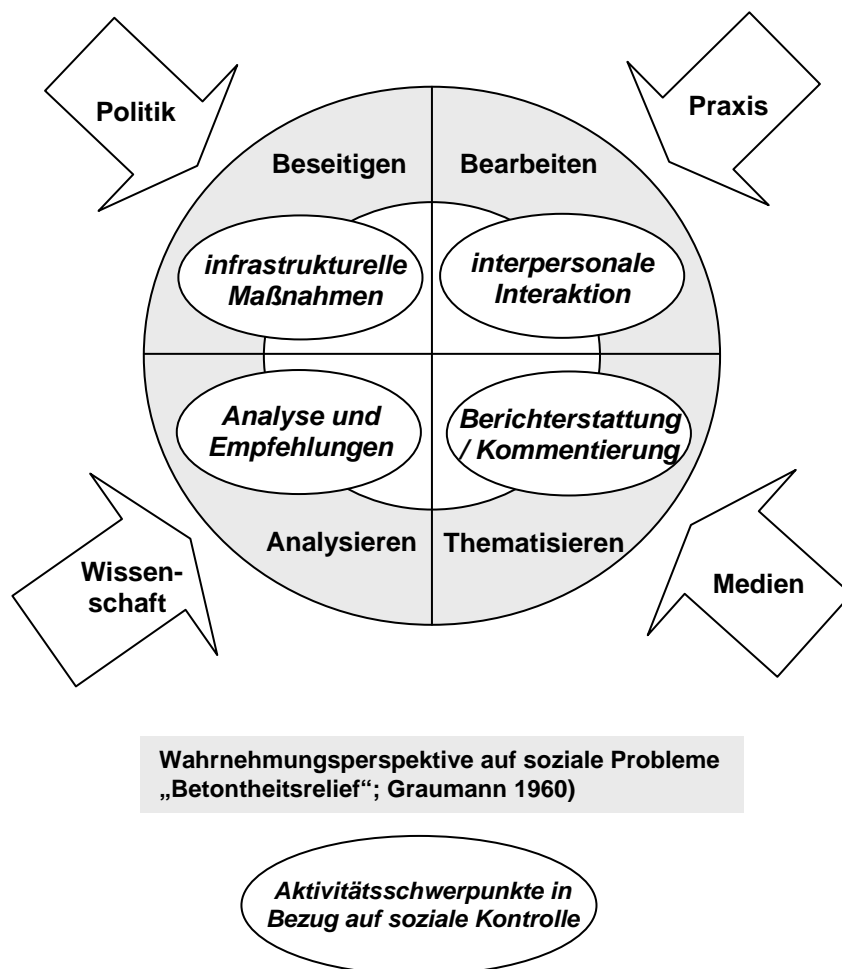 Politik
Praxis
Beseitigen
Bearbeiten
infrastrukturelle
Maßnahmen
interpersonale
Interaktion
Analyse und
Empfehlungen
Berichterstattung
/ Kommentierung
Analysieren
Thematisieren
Wissen-
schaft
Medien
Wahrnehmungsperspektive auf soziale Probleme
„Betontheitsrelief“; Graumann 1960)
Aktivitätsschwerpunkte in
Bezug auf soziale Kontrolle